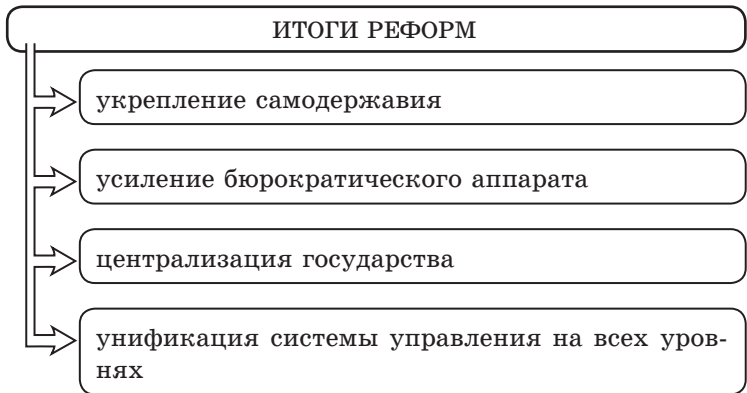 ИТОГИ РЕФОРМ
укрепление самодержавия
усиление бюрократического аппарата
централизация государства
унификация системы управления на всех уров-
нях